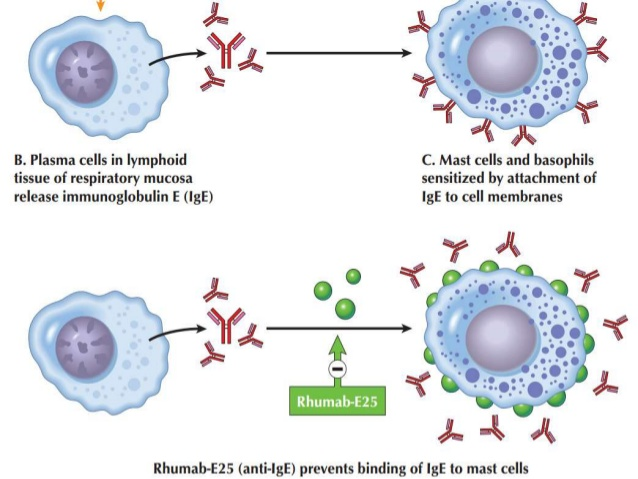 B. Plasma cells in lymphoid
tissue of respiratory mucosa
release immunoglobulin E (IgE)
C. Mast cells and basophils
sensitized by attachment of
IgE to cell membranes
Rhumab-E25
Rhumab-E25 (anti-IgE) prevents binding of IgE to mast cells